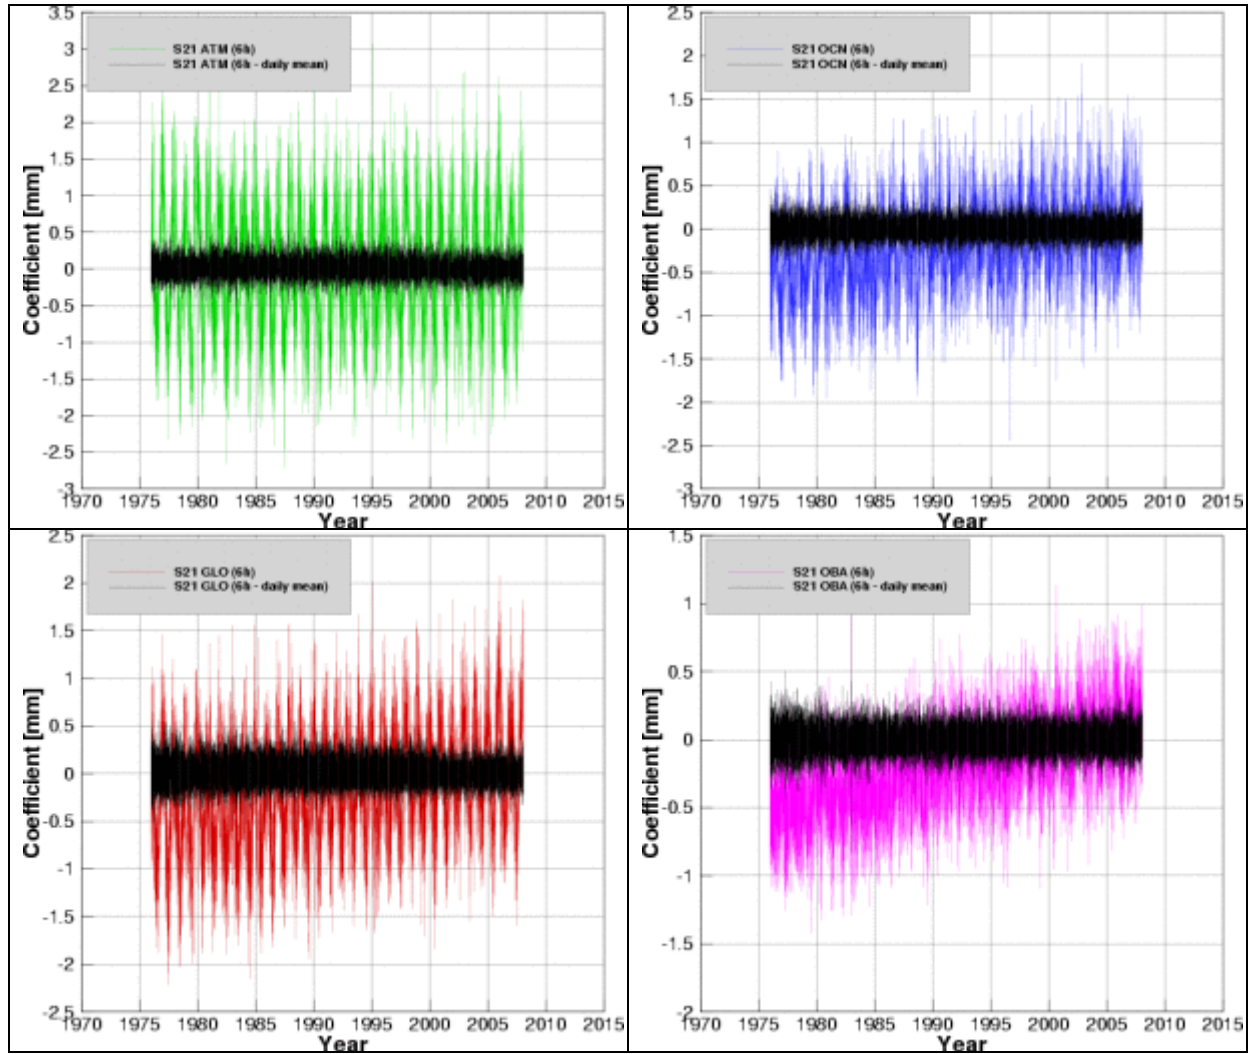 3.5
3
2.5
2
1.5
1
0.5
0
-0.5
-1
-1.5
-2
-2.5
-3
Coefficient [mm]
S21 ATM (6h)
S21 ATM (6h - daily mean)
1970 1975 1980 1985 1990 1995 2000 2005 2010 2015
Year
2.5
2
1.5
1
0.5
0
-0.5
-1
-1.5
-2
-2.5
-3
Coefficient [mm]
S21 OCN (6h)
S21 OCN (6h - daily mean)
1970 1975 1980 1985 1990 1995 2000 2005 2010 2015
Year
2.5
2
1.5
1
0.5
0
-0.5
-1
-1.5
-2
-2.5
Coefficient [mm]
S21 GLO (6h)
S21 GLO (6h - daily mean)
1970 1975 1980 1985 1990 1995 2000 2005 2010 2015
Year
1.5
1
0.5
0
-0.5
-1
-1.5
-2
Coefficient [mm]
S21 OBA (6h)
S21 OBA (6h - daily mean)
1970 1975 1980 1985 1990 1995 2000 2005 2010 2015
Year